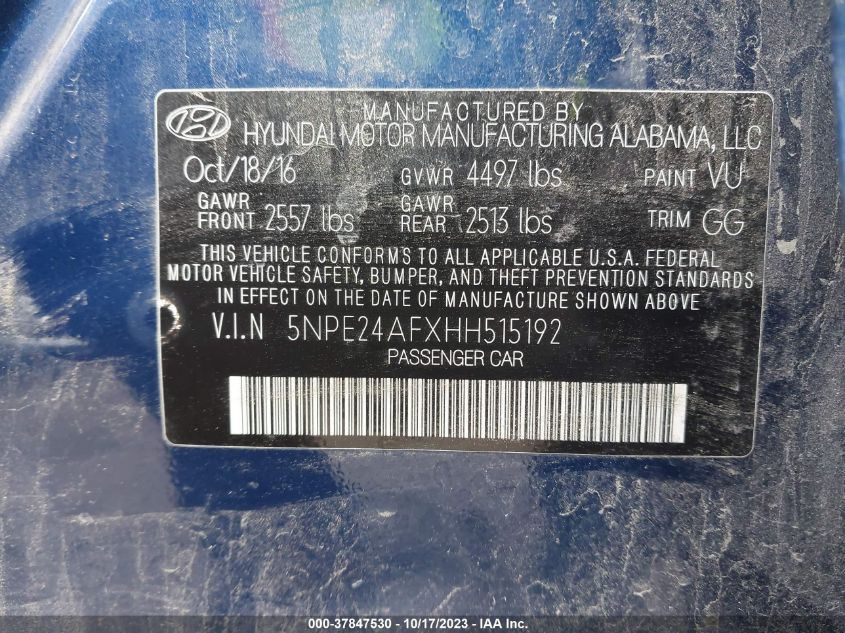 MANUFACTURED BY
HYUNDAI MOTOR MANUFACTURING ALABAMA, LLC
Oct/18/16 GVWR 4497 lbs PAINT VU
GAWR FRONT 2557 lbs GAWR REAR 2513 lbs TRIM GG
THIS VEHICLE CONFORMS TO ALL APPLICABLE U.S.A. FEDERAL
MOTOR VEHICLE SAFETY, BUMPER, AND THEFT PREVENTION STANDARDS
IN EFFECT ON THE DATE OF MANUFACTURE SHOWN ABOVE
V.I.N 5NPE24AFXHH515192
PASSENGER CAR
000-37847530 - 10/17/2023 - IAA Inc.